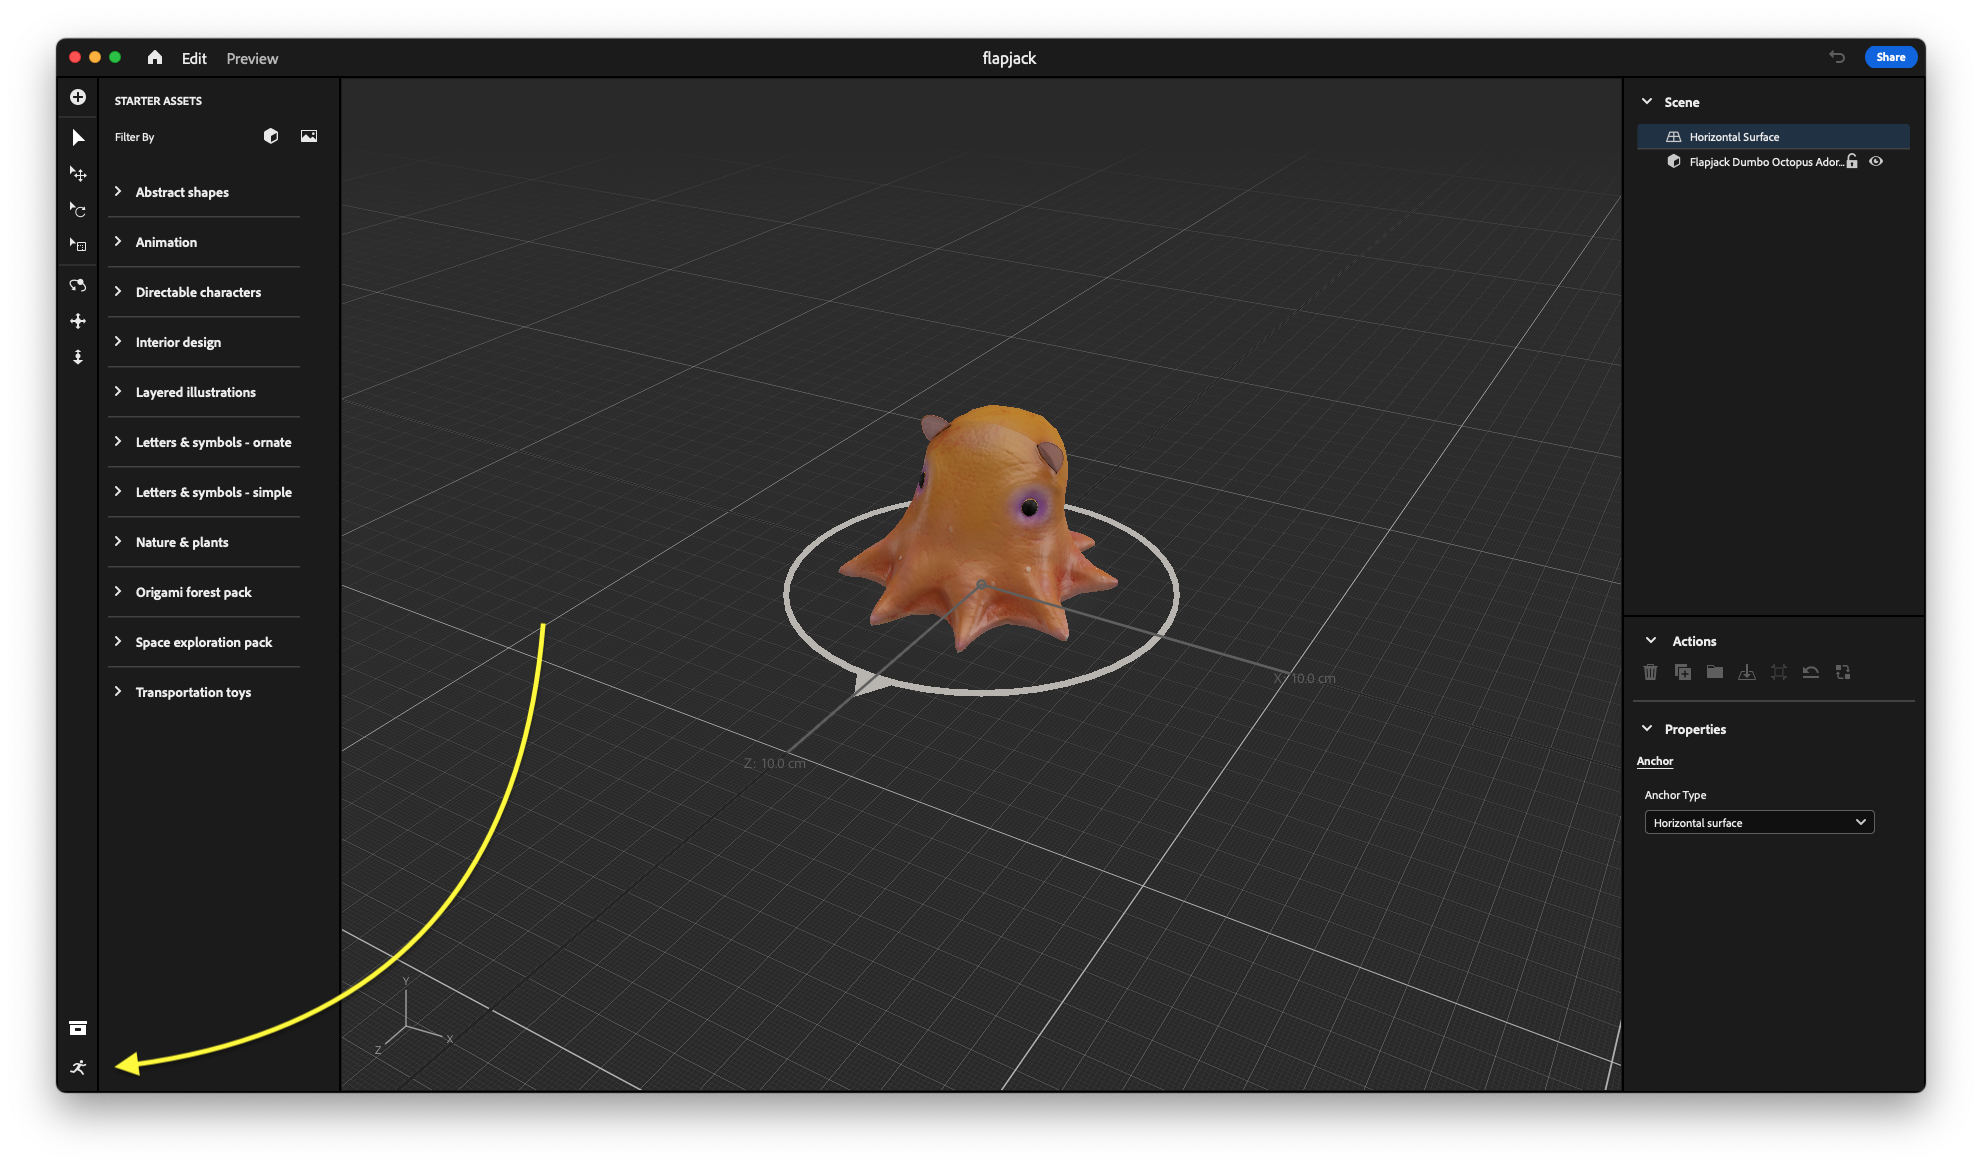 Edit Preview
flapjack
Share
STARTER ASSETS
Filter By
Abstract shapes
Animation
Directable characters
Interior design
Layered illustrations
Letters & symbols - ornate
Letters & symbols - simple
Nature & plants
Origami forest pack
Space exploration pack
Transportation toys
X: 10.0 cm
Z: 10.0 cm
Y
X
Z
Scene
Horizontal Surface
Flapjack Dumbo Octopus Ador...
Actions
Properties
Anchor
Anchor Type
Horizontal surface